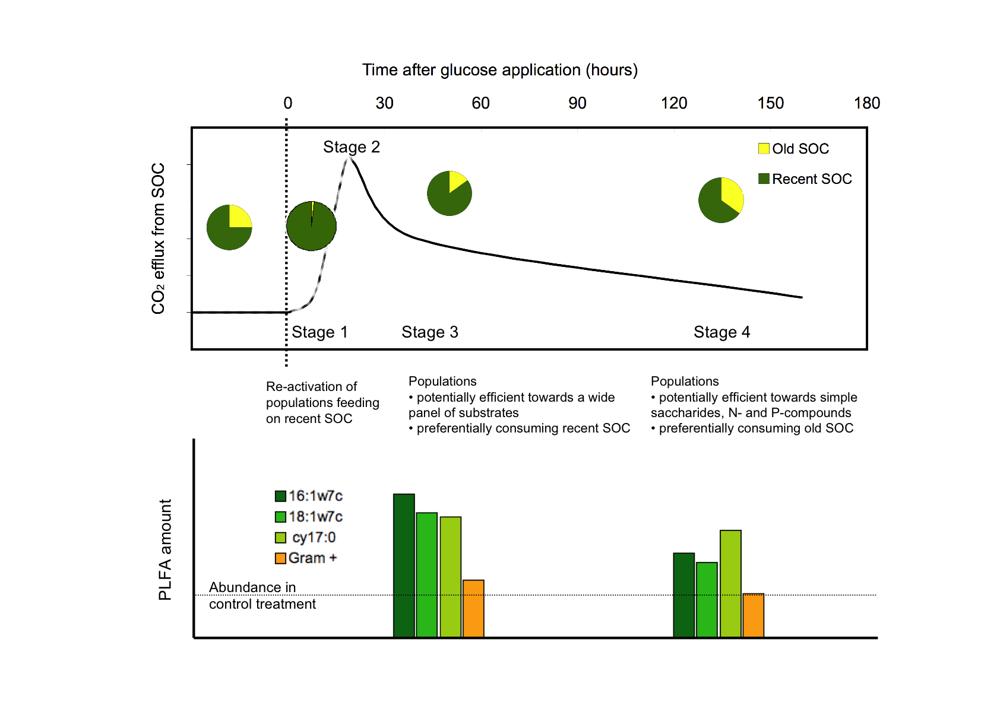 Time after glucose application (hours)
0 30 60 90 120 150 180
Stage 2
Old SOC
Recent SOC
CO₂ efflux from SOC
Stage 1 Stage 3 Stage 4
Re-activation of
populations feeding
on recent SOC
Populations
• potentially efficient towards a wide
panel of substrates
• preferentially consuming recent SOC
Populations
• potentially efficient towards simple
saccharides, N- and P-compounds
• preferentially consuming old SOC
PLFA amount
16:1w7c
18:1w7c
cy17:0
Gram +
Abundance in
control treatment